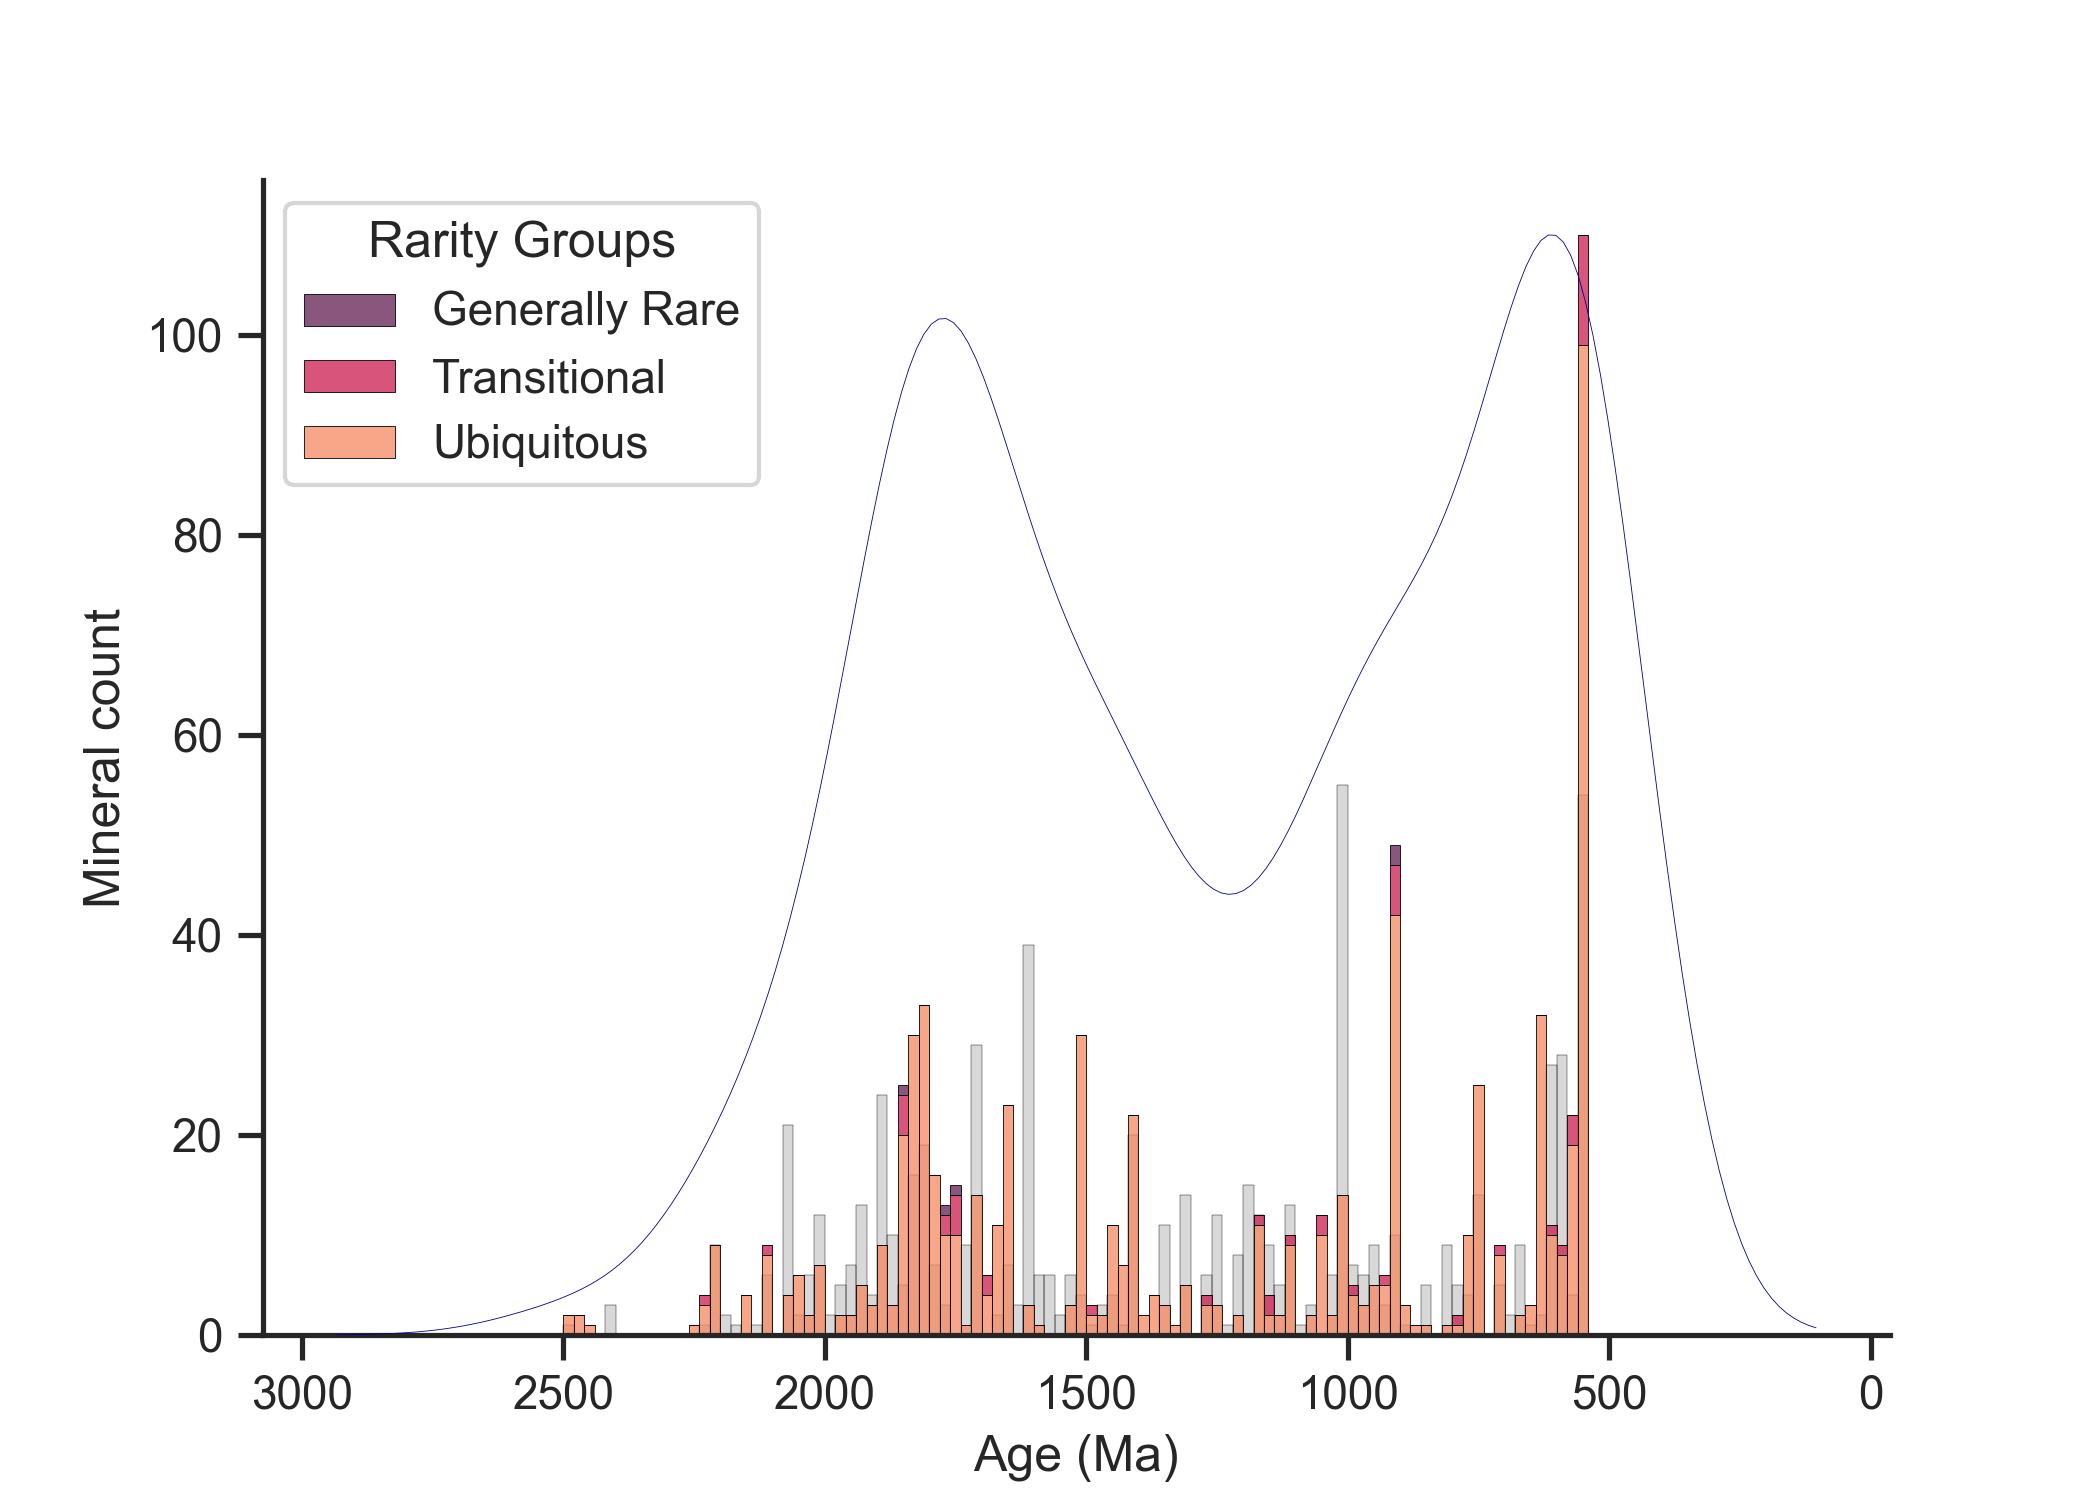 Rarity Groups
Generally Rare
Transitional
Ubiquitous
100
80
60
40
20
0
Mineral count
3000 2500 2000 1500 1000 500 0
Age (Ma)